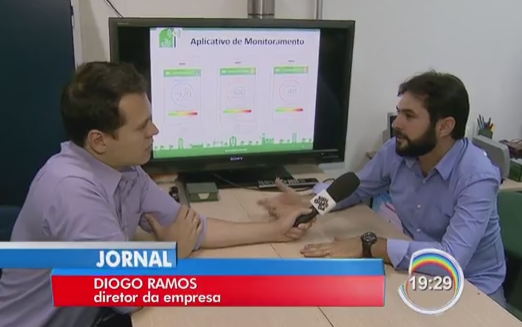 Aplicativo de Monitoramento
SONY
JORNAL
DIOGO RAMOS
diretor da empresa
19:29